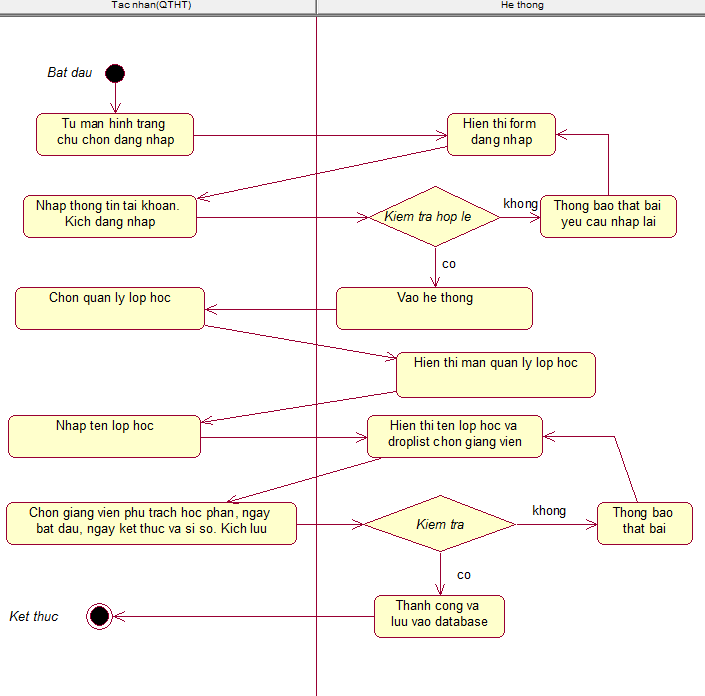 Tac nhan(QTHT)
He thong
Bat dau
Tu man hinh trang
chu chon dang nhap
Hien thi form
dang nhap
Nhap thong tin tai khoan.
Kich dang nhap
Kiem tra hop le
khong
Thong bao that bai
yeu cau nhap lai
co
Chon quan ly lop hoc
Vao he thong
Hien thi man quan ly lop hoc
Nhap ten lop hoc
Hien thi ten lop hoc va
droplist chon giang vien
Chon giang vien phu trach hoc phan, ngay
bat dau, ngay ket thuc va si so. Kich luu
Kiem tra
khong
Thong bao
that bai
co
Thanh cong va
luu vao database
Ket thuc